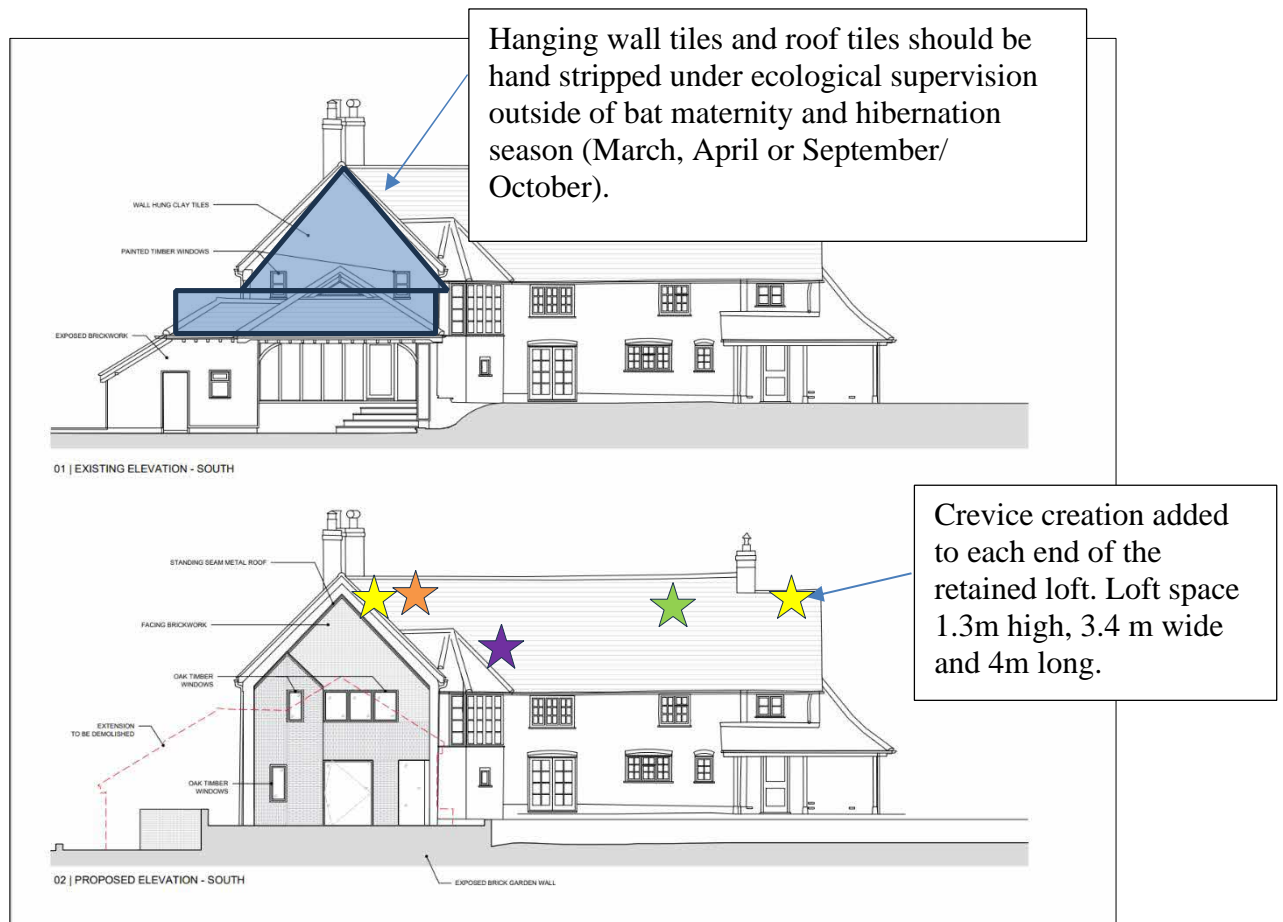 Hanging wall tiles and roof tiles should be
hand stripped under ecological supervision
outside of bat maternity and hibernation
season (March, April or September/
October).
WALL HUNG CLAY TILES
PAINTED TIMBER WINDOWS
EXPOSED BRICKWORK
01 | EXISTING ELEVATION - SOUTH
Crevice creation added
to each end of the
retained loft. Loft space
1.3m high, 3.4 m wide
and 4m long.
STANDING SEAM METAL ROOF
FACING BRICKWORK
OAK TIMBER
WINDOWS
EXTENSION
TO BE DEMOLISHED
OAK TIMBER
WINDOWS
02 | PROPOSED ELEVATION - SOUTH
EXPOSED BRICK GARDEN WALL